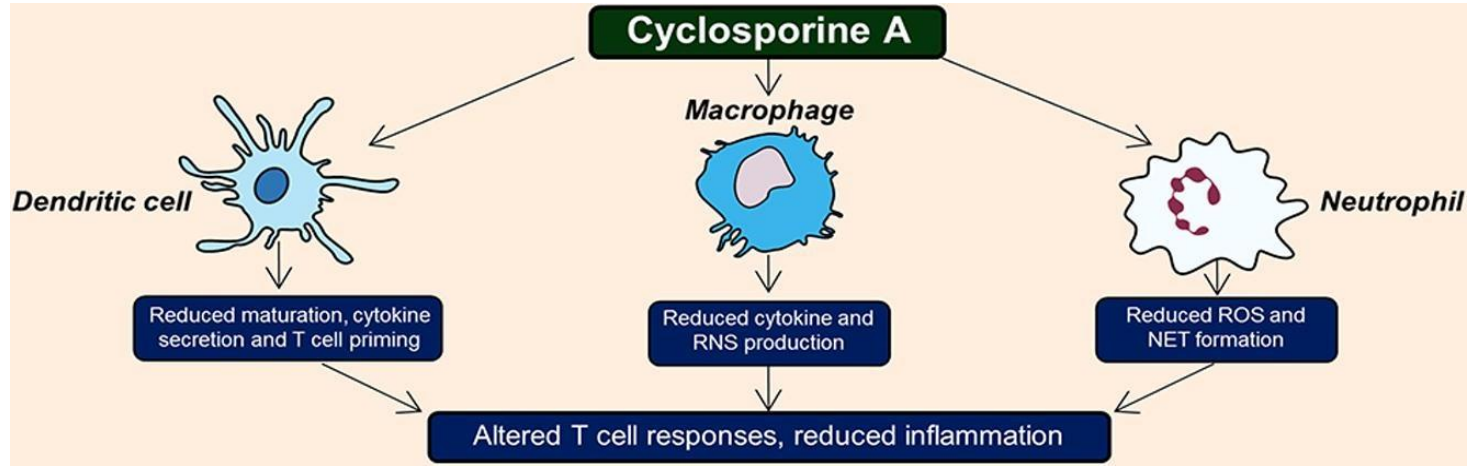 Cyclosporine A
Macrophage
Dendritic cell
Neutrophil
Reduced maturation, cytokine
secretion and T cell priming
Reduced cytokine and
RNS production
Reduced ROS and
NET formation
Altered T cell responses, reduced inflammation